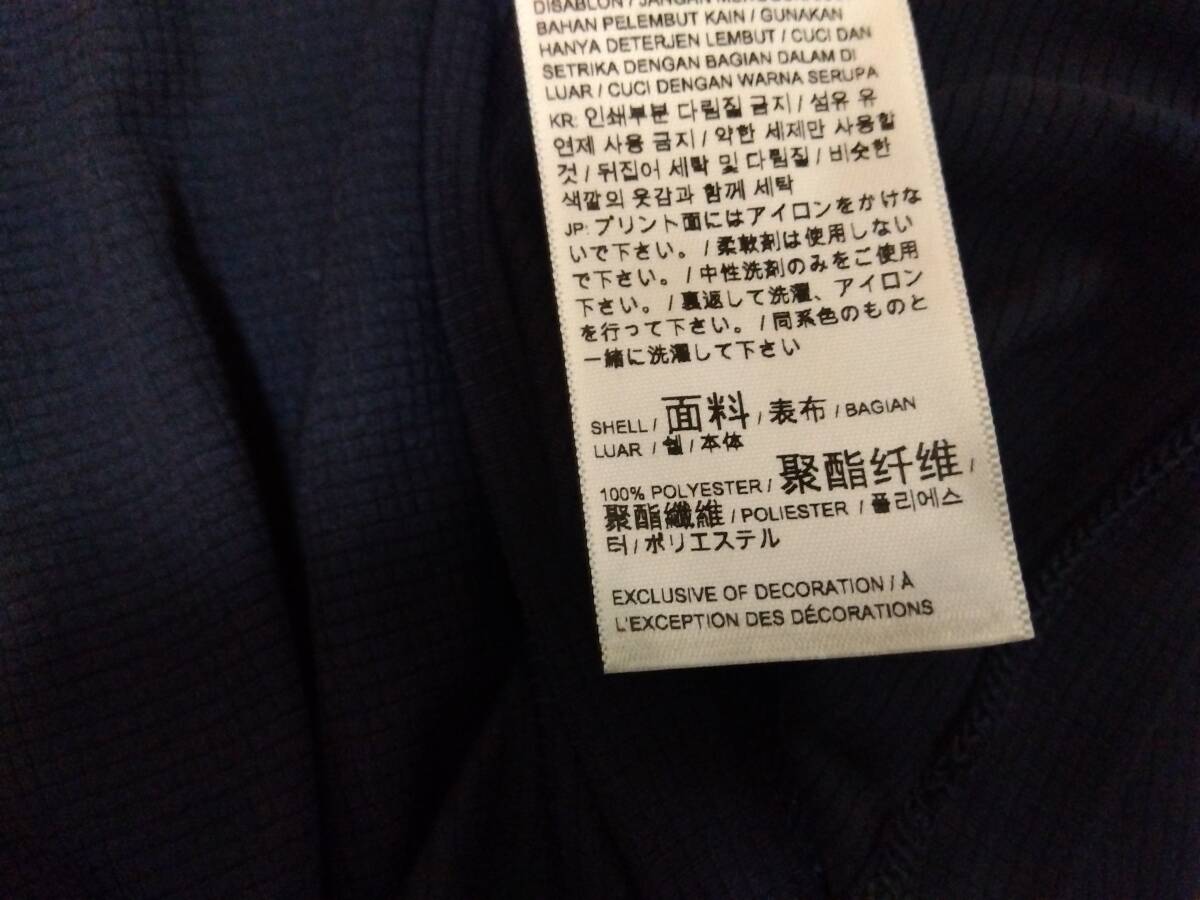 DISABLON / JANGAN
BAHAN PELEMBUT KAIN / GUNAKAN
HANYA DETERJEN LEMBUT / CUCI DAN
SETRIKA DENGAN BAGIAN DALAM DI
LUAR / CUCI DENGAN WARNA SERUPA
KR: 인쇄부분 다림질 금지 / 섬유 유
연제 사용 금지 / 약한 세제만 사용할
것 / 뒤집어 세탁 및 다림질 / 비슷한
색깔의 옷감과 함께 세탁
JP: プリント面にはアイロンをかけな
いで下さい。 / 柔軟剤は使用しない
で下さい。 / 中性洗剤のみをご使用
下さい。 / 裏返して洗濯、アイロン
を行って下さい。 / 同系色のものと
一緒に洗濯して下さい
SHELL / 面料 / 表布 / BAGIAN
LUAR / 쉘 / 本体
100% POLYESTER / 聚酯纤维 /
聚酯纖維 / POLIESTER / 폴리에스
터 / ポリエステル
EXCLUSIVE OF DECORATION / À
L'EXCEPTION DES DÉCORATIONS